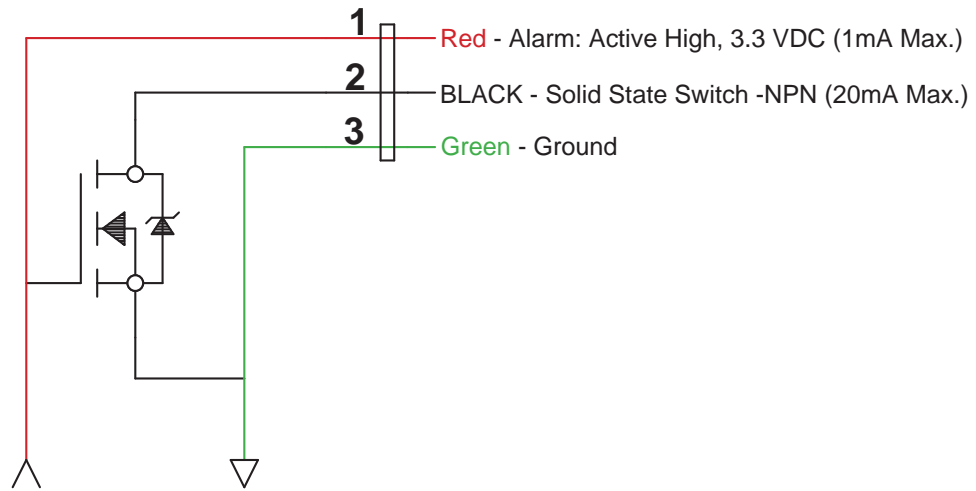 1 Red - Alarm: Active High, 3.3 VDC (1mA Max.)
2 BLACK - Solid State Switch -NPN (20mA Max.)
3 Green - Ground